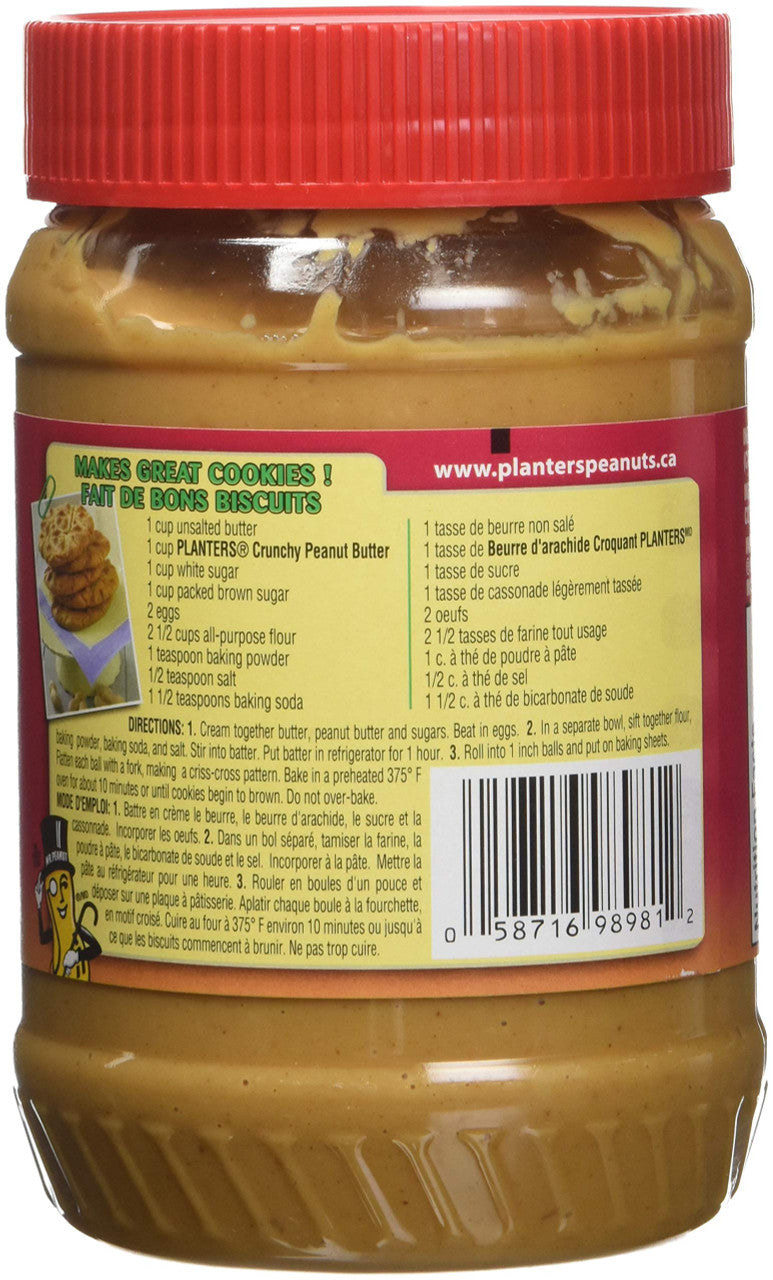 www.planterspeanuts.ca
MAKES GREAT COOKIES !
FAIT DE BONS BISCUITS
1 cup unsalted butter
1 cup PLANTERS® Crunchy Peanut Butter
1 cup white sugar
1 cup packed brown sugar
2 eggs
2 1/2 cups all-purpose flour
1 teaspoon baking powder
1/2 teaspoon salt
1 1/2 teaspoons baking soda
1 tasse de beurre non salé
1 tasse de Beurre d'arachide Croquant PLANTERS MD
1 tasse de sucre
1 tasse de cassonade légèrement tassée
2 oeufs
2 1/2 tasses de farine tout usage
1 c. à thé de poudre à pâte
1/2 c. à thé de sel
1 1/2 c. à thé de bicarbonate de soude
DIRECTIONS: 1. Cream together butter, peanut butter and sugars. Beat in eggs. 2. In a separate bowl, sift together flour,
baking powder, baking soda, and salt. Stir into batter. Put batter in refrigerator for 1 hour. 3. Roll into 1 inch balls and put on baking sheets.
Flatten each ball with a fork, making a criss-cross pattern. Bake in a preheated 375° F
oven for about 10 minutes or until cookies begin to brown. Do not over-bake.
MODE D'EMPLOI: 1. Battre en crème le beurre, le beurre d'arachide, le sucre et la
cassonade. Incorporer les oeufs. 2. Dans un bol séparé, tamiser la farine, la
poudre à pâte, le bicarbonate de soude et le sel. Incorporer à la pâte. Mettre la
pâte au réfrigérateur pour une heure. 3. Rouler en boules d'un pouce et
déposer sur une plaque à pâtisserie. Aplatir chaque boule à la fourchette,
en motif croisé. Cuire au four à 375° F environ 10 minutes ou jusqu'à
ce que les biscuits commencent à brunir. Ne pas trop cuire.
MR. PEANUT
®/MD
0 58716 98981 2
Nutrition Facts